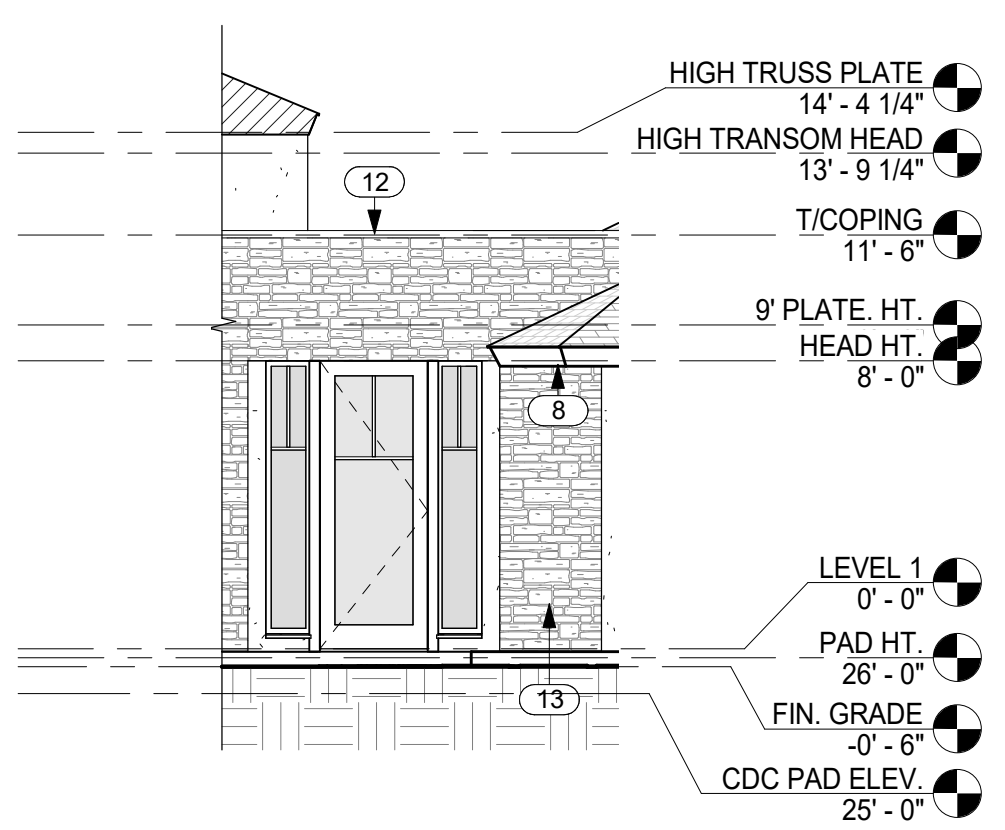 HIGH TRUSS PLATE
14' - 4 1/4"
HIGH TRANSOM HEAD
13' - 9 1/4"
12
T/COPING
11' - 6"
9' PLATE. HT.
HEAD HT.
8' - 0"
8
LEVEL 1
0' - 0"
PAD HT.
26' - 0"
13
FIN. GRADE
-0' - 6"
CDC PAD ELEV.
25' - 0"